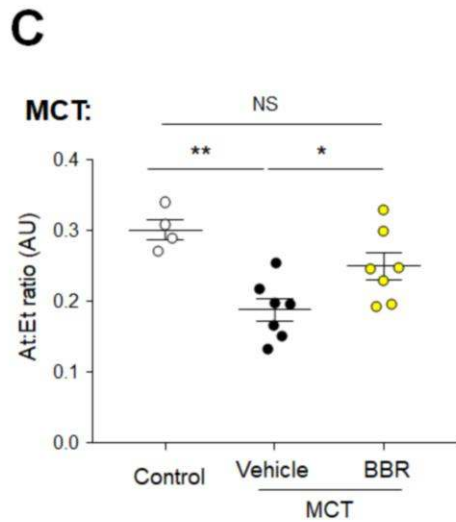 C
MCT:
NS
** *
0.4
0.3
0.2
0.1
0.0
At:Et ratio (AU)
Control Vehicle BBR
MCT